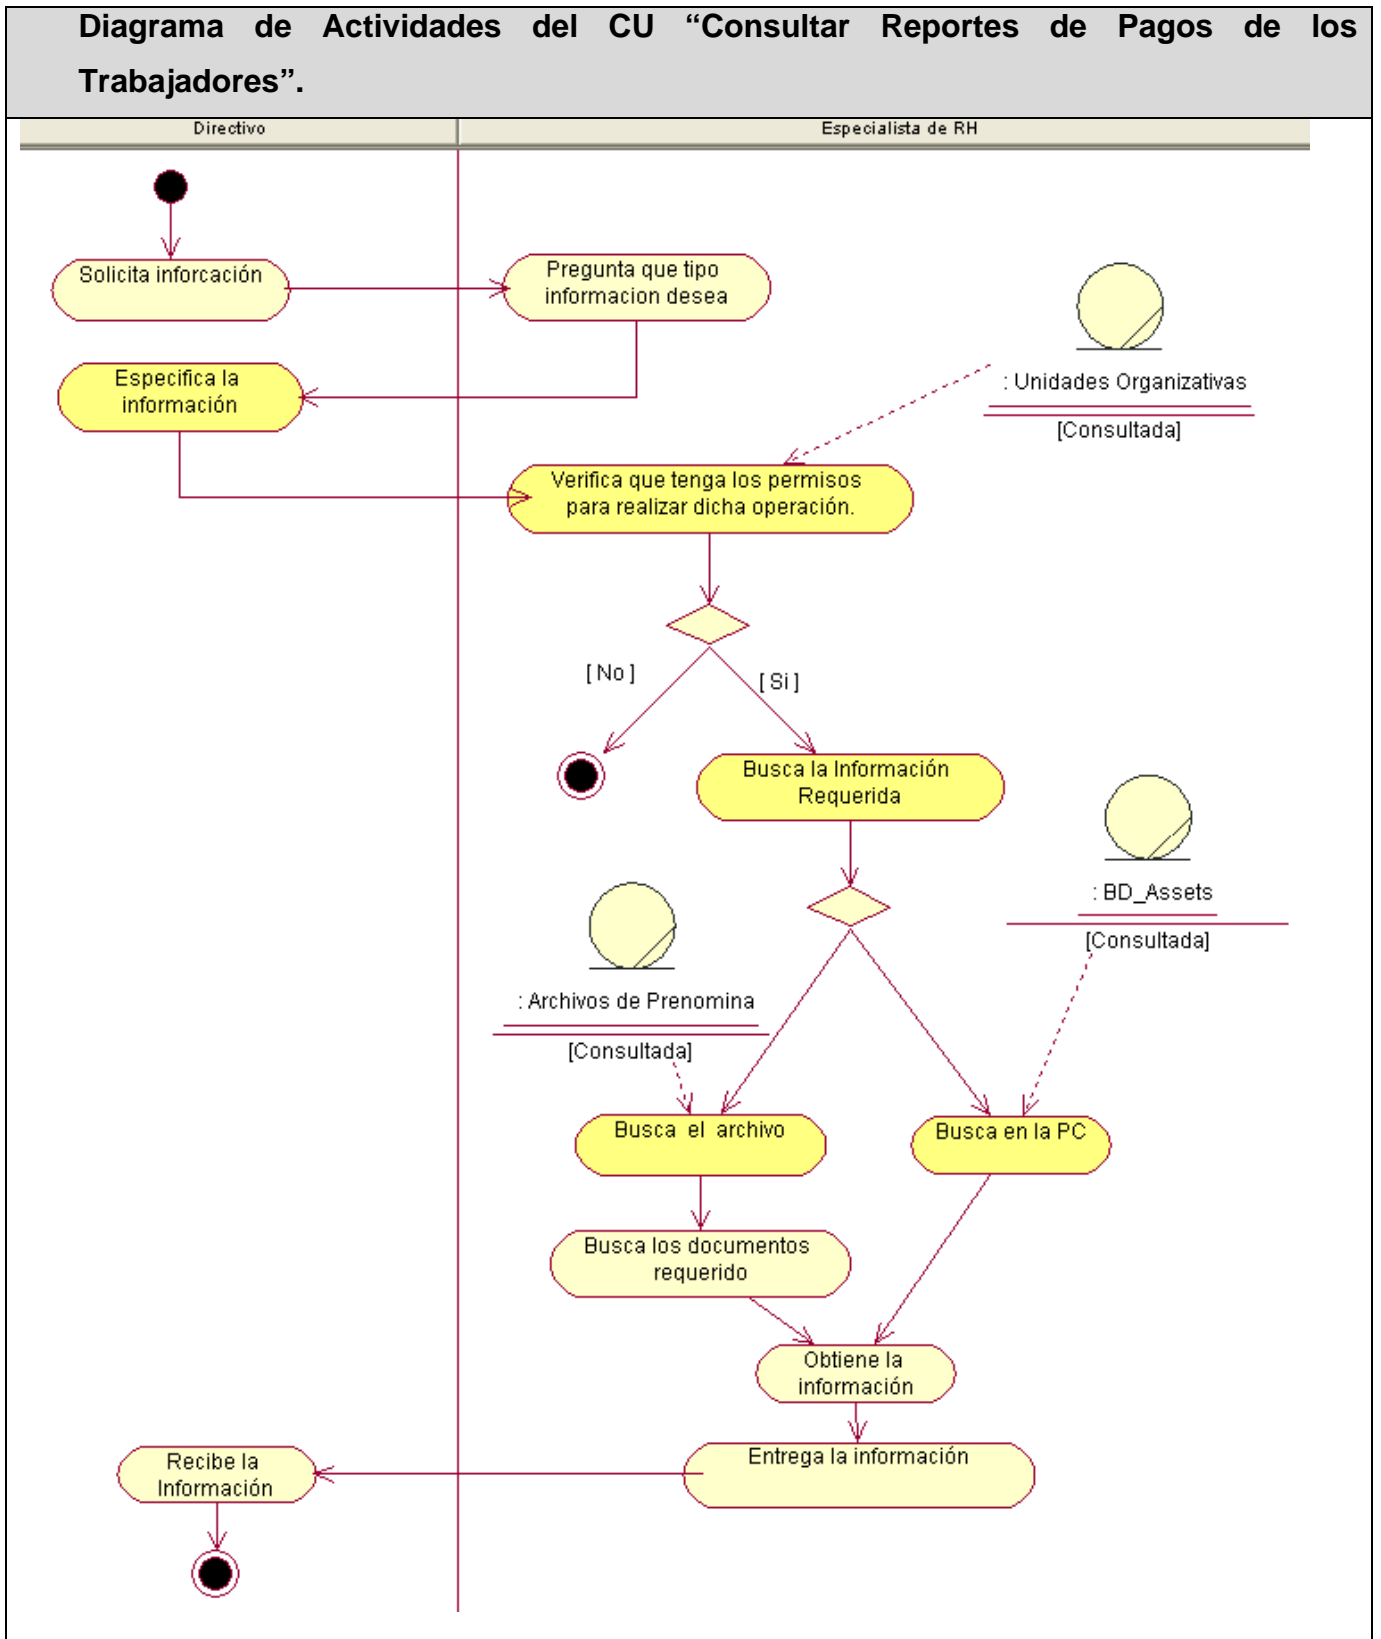 Diagrama de Actividades del CU “Consultar Reportes de Pagos de los
Trabajadores”.
Directivo
Especialista de RH
Solicita inforcación
Pregunta que tipo
informacion desea
Especifica la
información
: Unidades Organizativas
[Consultada]
Verifica que tenga los permisos
para realizar dicha operación.
[ No ]
[ Si ]
Busca la Información
Requerida
: BD_Assets
[Consultada]
: Archivos de Prenomina
[Consultada]
Busca el archivo
Busca en la PC
Busca los documentos
requerido
Obtiene la
información
Entrega la información
Recibe la
Información